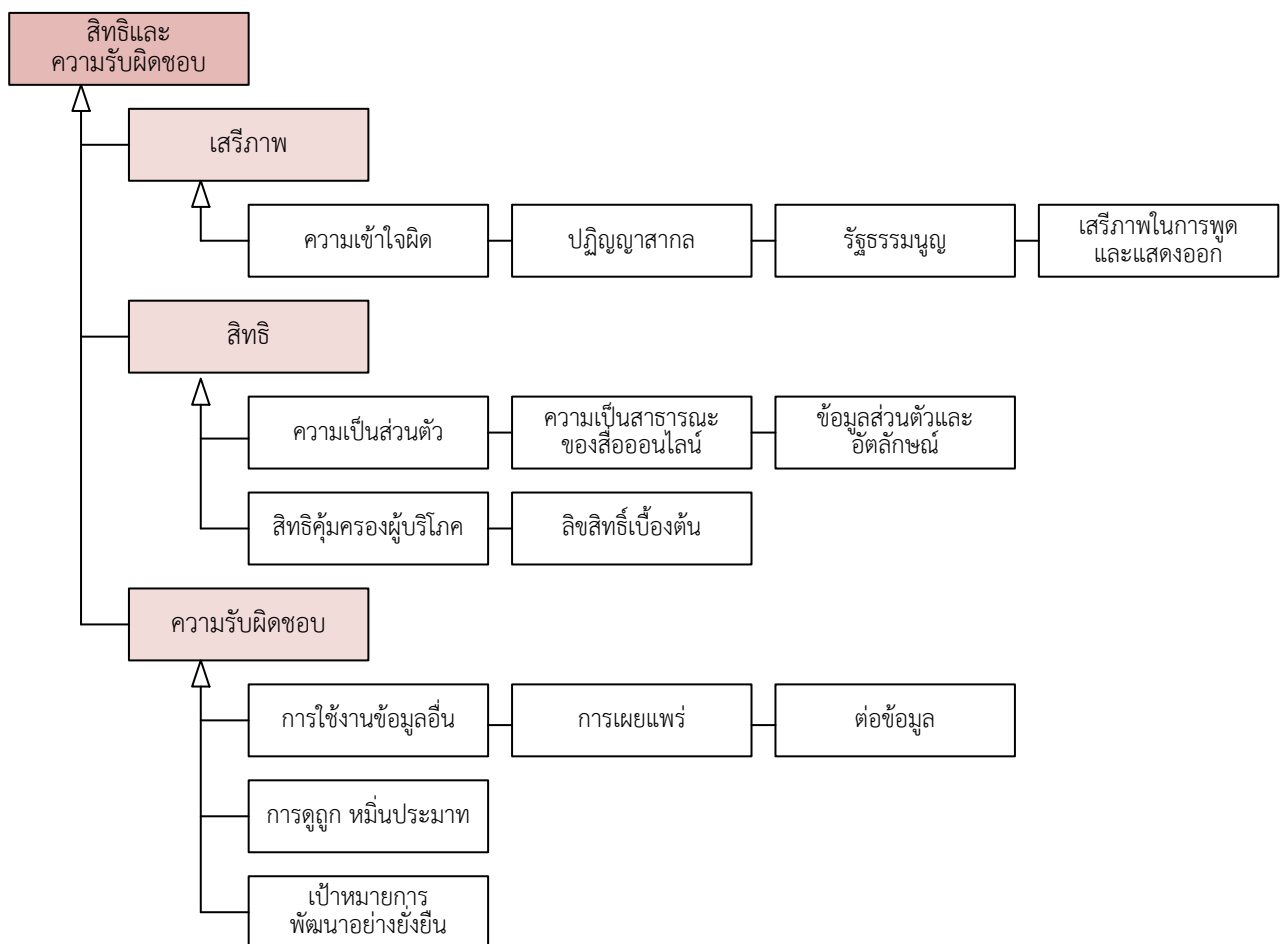 สิทธิและ
ความรับผิดชอบ
เสรีภาพ
ความเข้าใจผิด
ปฏิญญาสากล
รัฐธรรมนูญ
เสรีภาพในการพูด
และแสดงออก
สิทธิ
ความเป็นส่วนตัว
ความเป็นสาธารณะ
ของสื่อออนไลน์
ข้อมูลส่วนตัวและ
อัตลักษณ์
สิทธิคุ้มครองผู้บริโภค
ลิขสิทธิ์เบื้องต้น
ความรับผิดชอบ
การใช้งานข้อมูลอื่น
การเผยแพร่
ต่อข้อมูล
การดูถูก หมิ่นประมาท
เป้าหมายการ
พัฒนาอย่างยั่งยืน